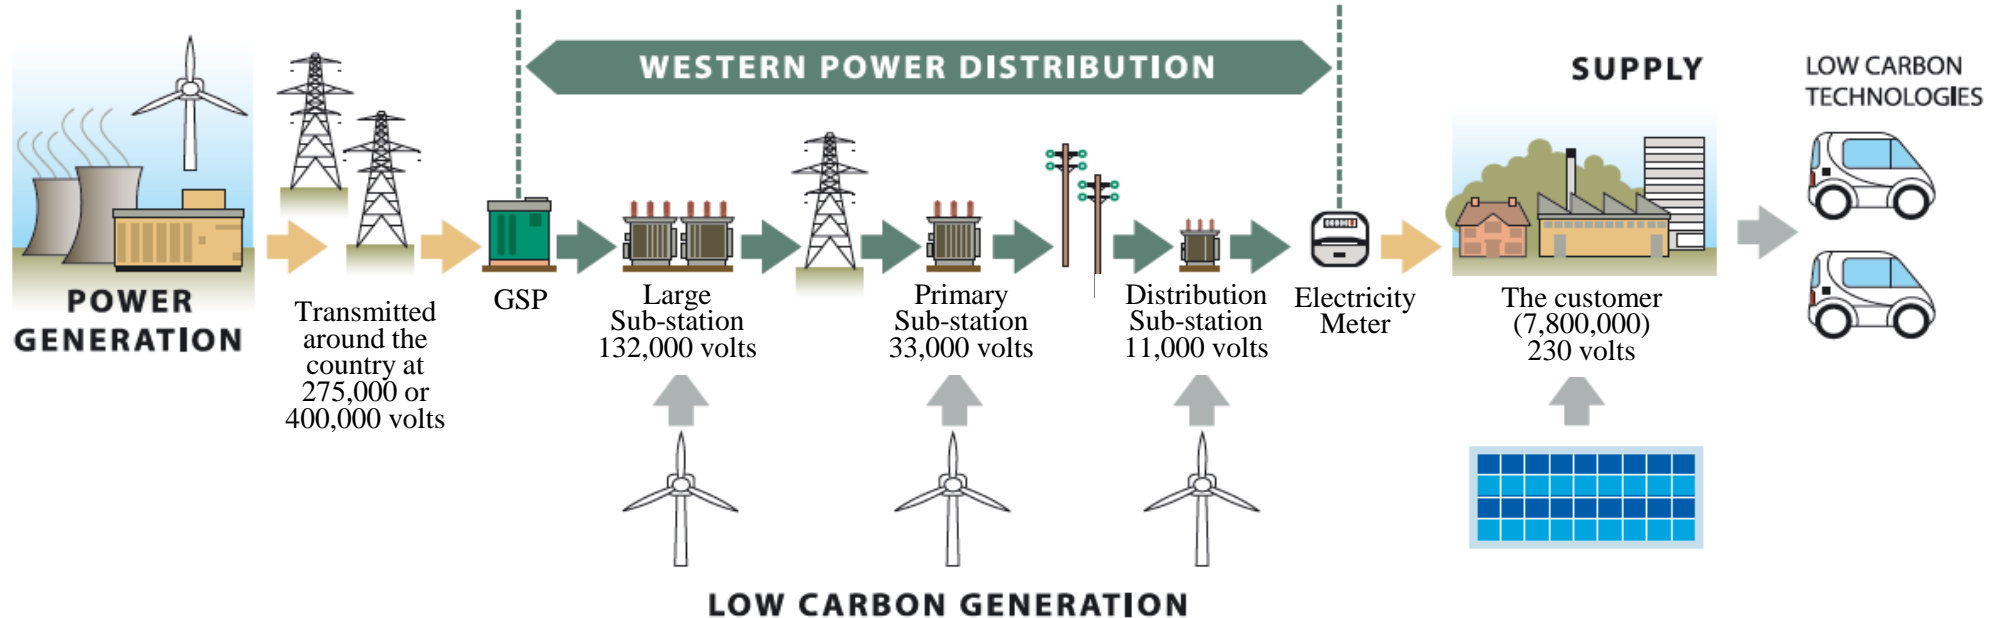 WESTERN POWER DISTRIBUTION
SUPPLY
LOW CARBON
TECHNOLOGIES
POWER
GENERATION
Transmitted
around the
country at
275,000 or
400,000 volts
GSP
Large
Sub-station
132,000 volts
Primary
Sub-station
33,000 volts
Distribution
Sub-station
11,000 volts
Electricity
Meter
The customer
(7,800,000)
230 volts
LOW CARBON GENERATION